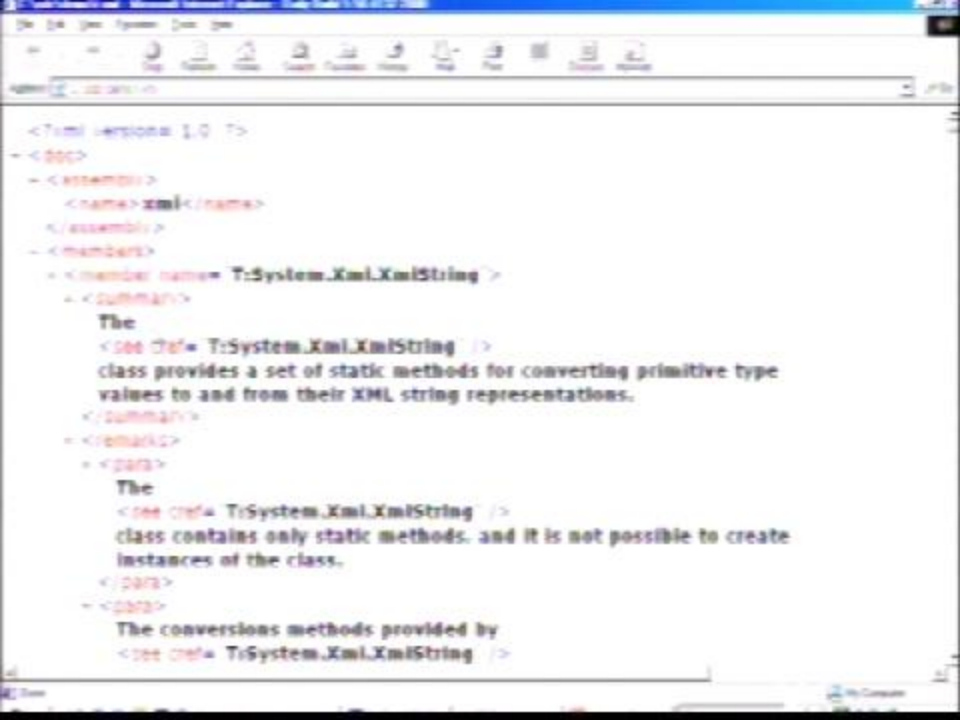 <?xml version="1.0" ?>
- <doc>
- <assembly>
<name>xml</name>
</assembly>
- <members>
- <member name="T:System.Xml.XmlString">
- <summary>
The
<see cref="T:System.Xml.XmlString" />
class provides a set of static methods for converting primitive type
values to and from their XML string representations.
</summary>
- <remarks>
- <para>
The
<see cref="T:System.Xml.XmlString" />
class contains only static methods. and it is not possible to create
instances of the class.
</para>
- <para>
The conversions methods provided by
<see cref="T:System.Xml.XmlString" />
My Computer